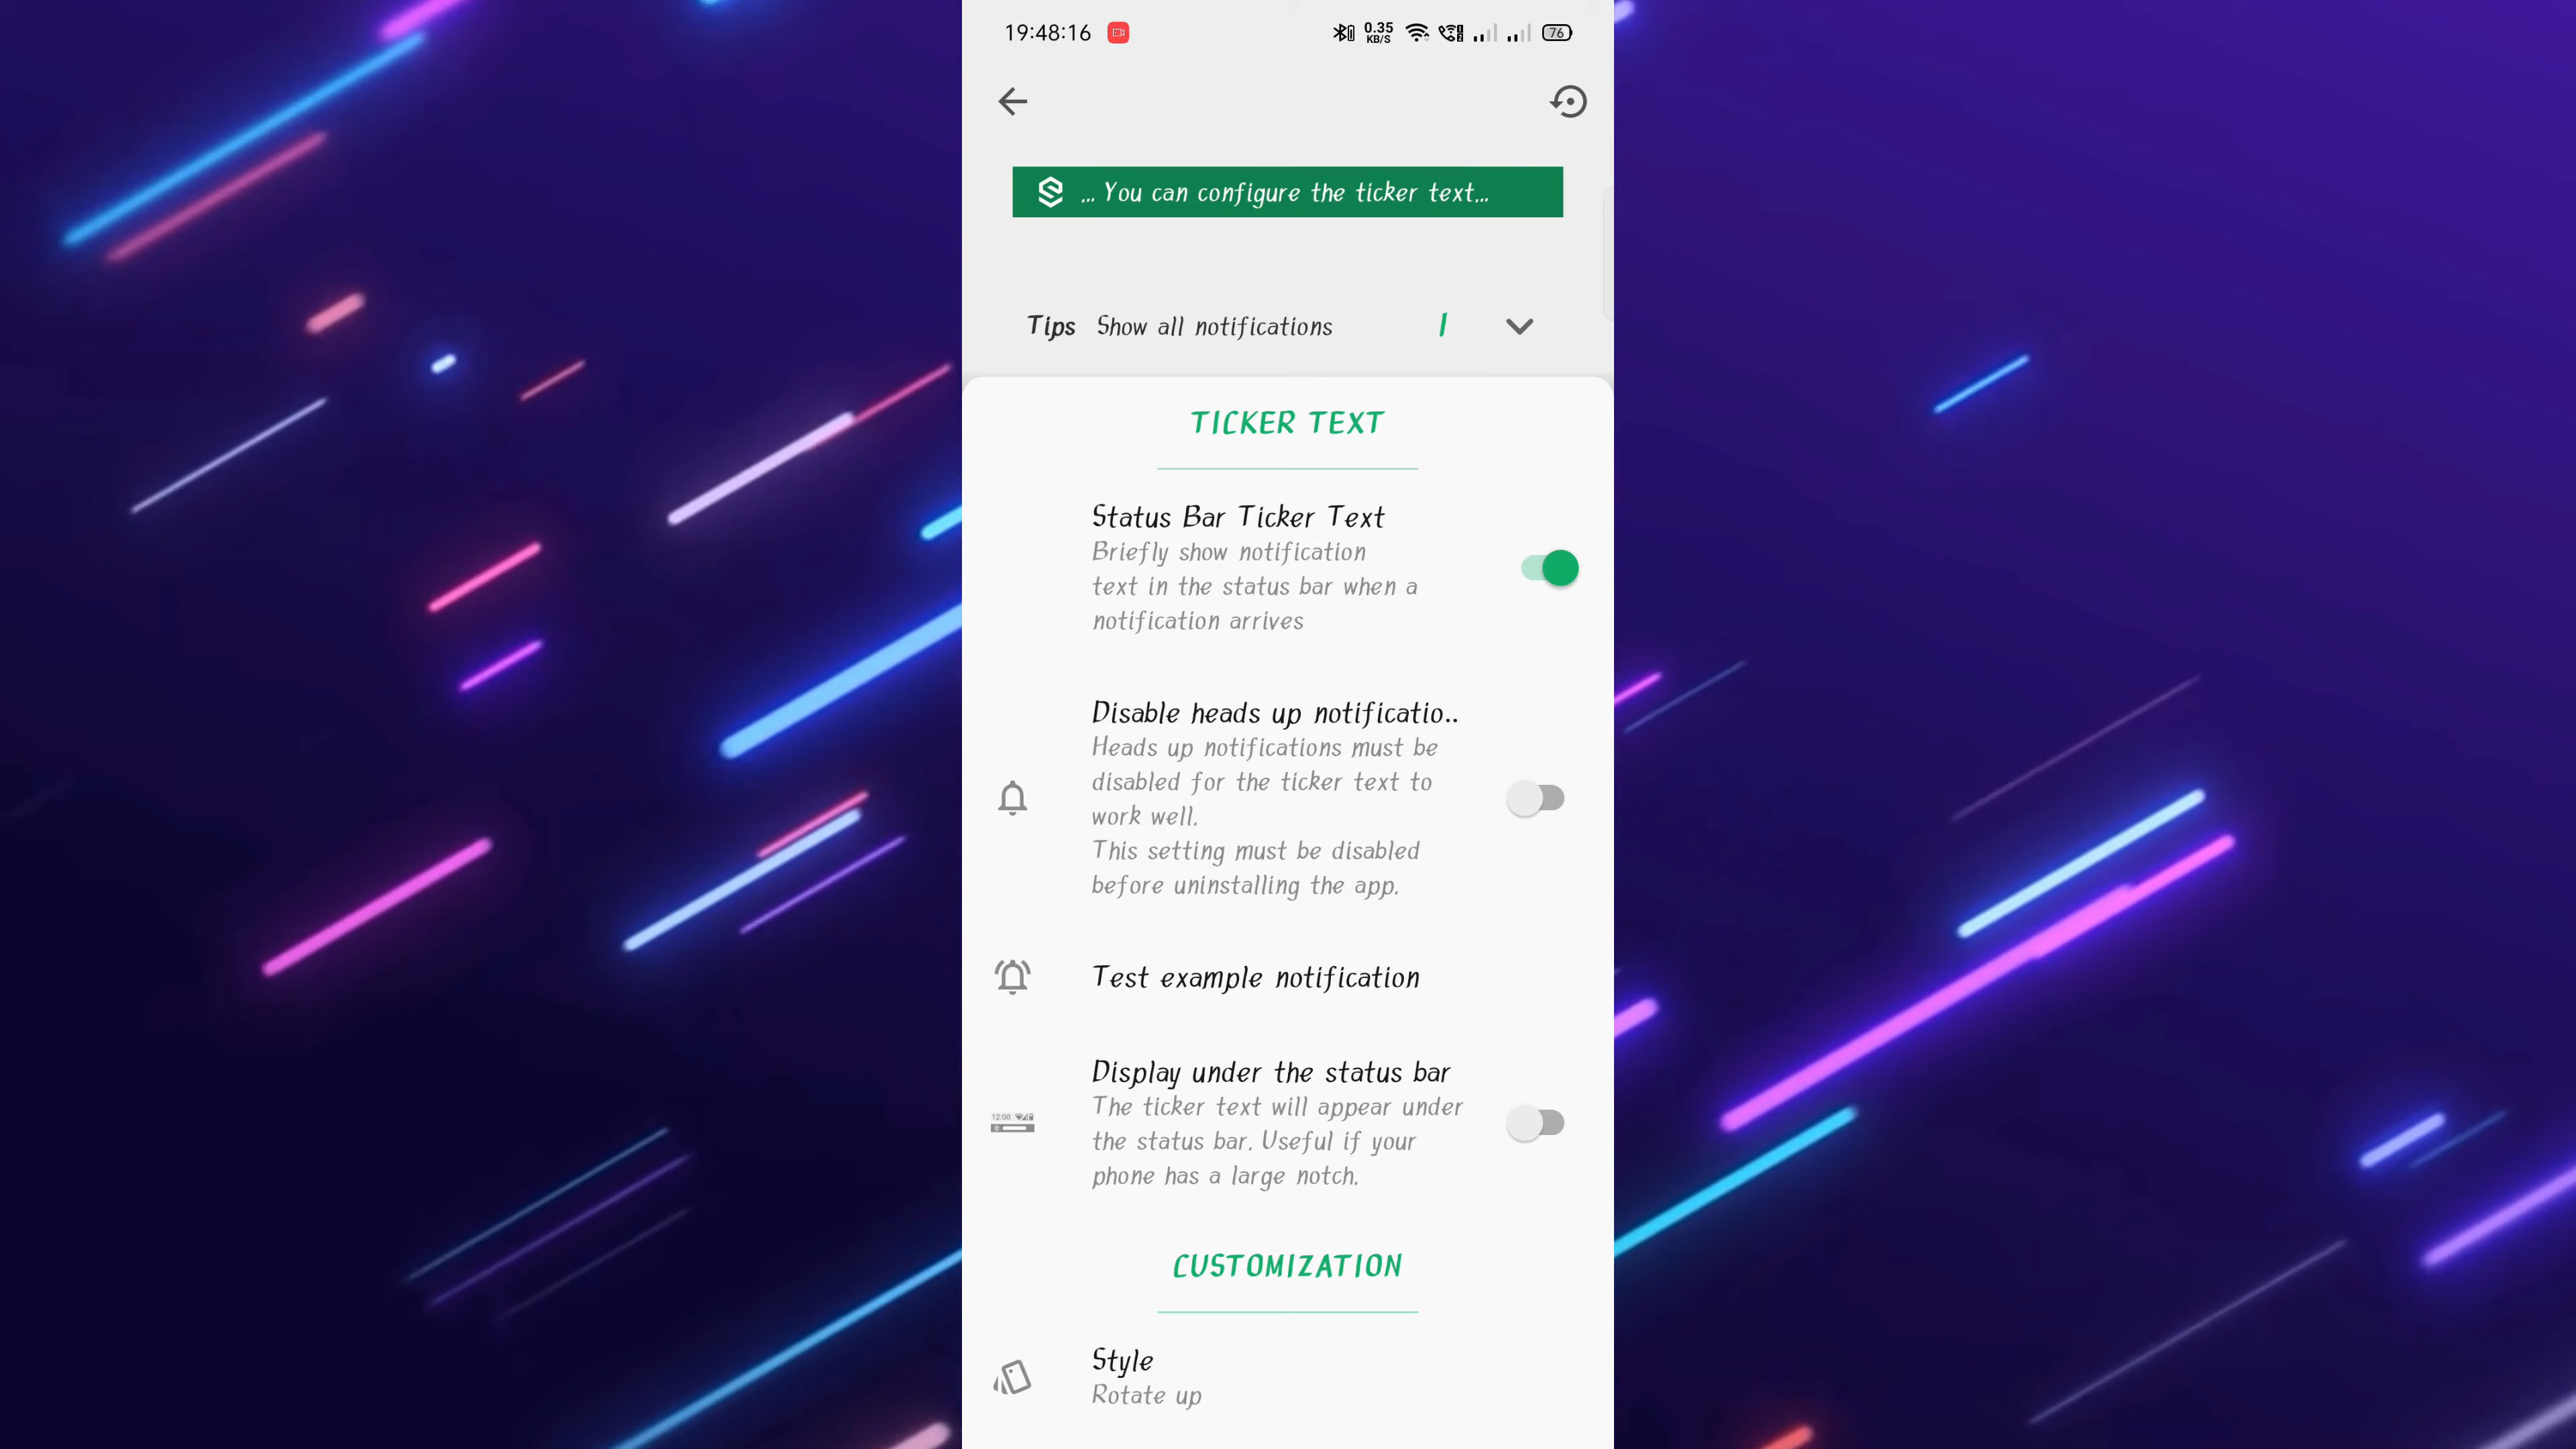 19:48:16
0.35
KB/S
76
... You can configure the ticker text...
Tips Show all notifications 1
TICKER TEXT
Status Bar Ticker Text
Briefly show notification
text in the status bar when a
notification arrives
Disable heads up notificatio..
Heads up notifications must be
disabled for the ticker text to
work well.
This setting must be disabled
before uninstalling the app.
Test example notification
12:00
Display under the status bar
The ticker text will appear under
the status bar. Useful if your
phone has a large notch.
CUSTOMIZATION
Style
Rotate up